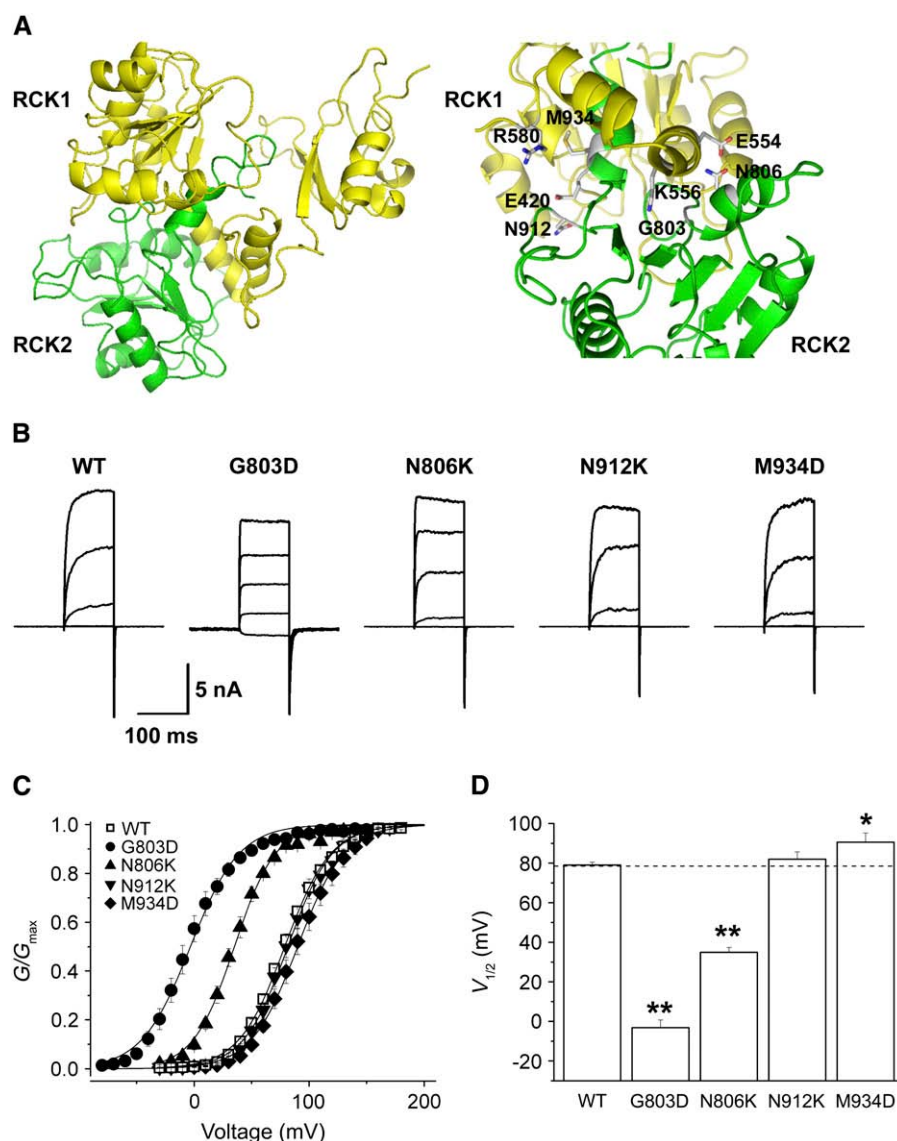 A
RCK1
RCK2
RCK1
M934
R580
E554
N806
K556
E420
G803
N912
RCK2
B
WT
G803D
N806K
N912K
M934D
5 nA
100 ms
C
1.0
0.8
0.6
0.4
0.2
0.0
G/Gmax
WT
G803D
N806K
N912K
M934D
0
100
200
Voltage (mV)
D
100
80
60
40
20
0
-20
V1/2 (mV)
**
**
*
WT
G803D
N806K
N912K
M934D